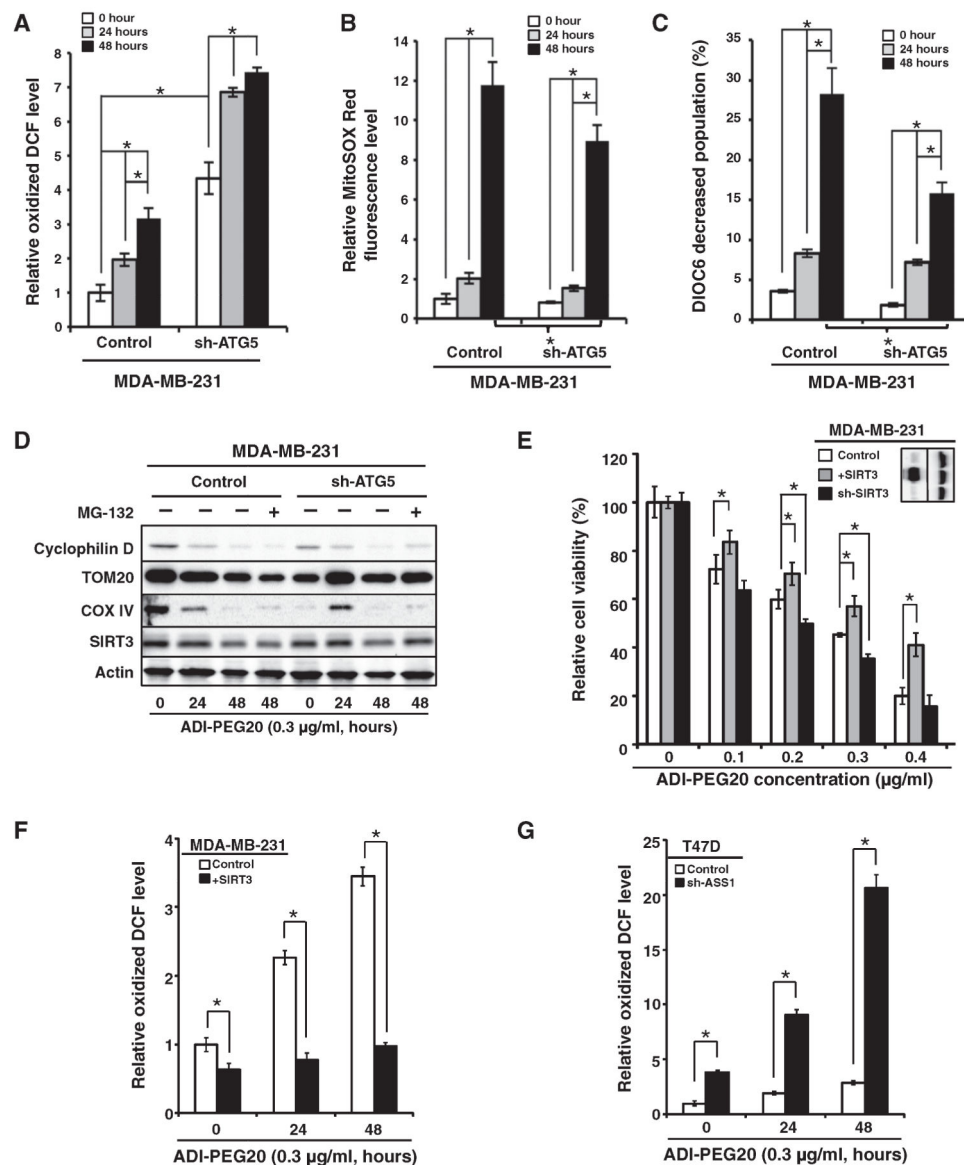 A
0 hour
24 hours
48 hours
*
*
*
*
Relative oxidized DCF level
8
7
6
5
4
3
2
1
0
Control
sh-ATG5
MDA-MB-231
B
0 hour
24 hours
48 hours
*
*
*
Relative MitoSOX Red
fluorescence level
14
12
10
8
6
4
2
0
*
Control
sh-ATG5
MDA-MB-231
C
0 hour
24 hours
48 hours
*
*
*
*
DIOC6 decreased population (%)
35
30
25
20
15
10
5
0
*
Control
sh-ATG5
MDA-MB-231
D
MDA-MB-231
Control
sh-ATG5
MG-132
− − − + − − − +
Cyclophilin D
TOM20
COX IV
SIRT3
Actin
0 24 48 48 0 24 48 48
ADI-PEG20 (0.3 µg/ml, hours)
E
MDA-MB-231
Control
+SIRT3
sh-SIRT3
*
*
*
*
*
*
Relative cell viability (%)
120
100
80
60
40
20
0
0 0.1 0.2 0.3 0.4
ADI-PEG20 concentration (µg/ml)
F
MDA-MB-231
Control
+SIRT3
*
*
*
Relative oxidized DCF level
4
3
2
1
0
0 24 48
ADI-PEG20 (0.3 µg/ml, hours)
G
T47D
Control
sh-ASS1
*
*
*
Relative oxidized DCF level
25
20
15
10
5
0
0 24 48
ADI-PEG20 (0.3 µg/ml, hours)